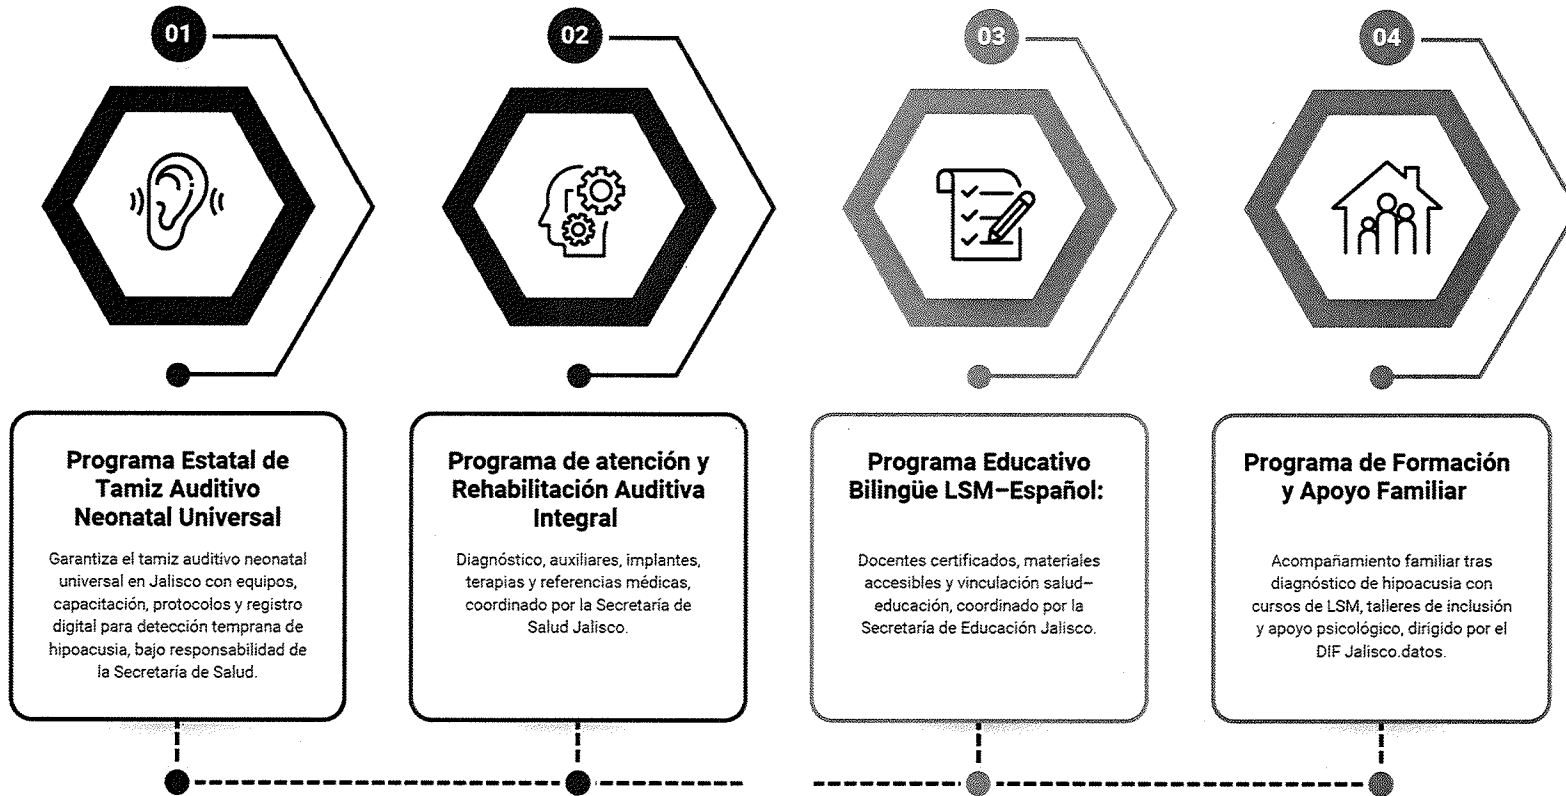 01
Programa Estatal de
Tamiz Auditivo
Neonatal Universal
Garantiza el tamiz auditivo neonatal
universal en Jalisco con equipos,
capacitación, protocolos y registro
digital para detección temprana de
hipoacusia, bajo responsabilidad de
la Secretaría de Salud.
02
Programa de atención y
Rehabilitación Auditiva
Integral
Diagnóstico, auxiliares, implantes,
terapias y referencias médicas,
coordinado por la Secretaría de
Salud Jalisco.
03
Programa Educativo
Bilingüe LSM–Español:
Docentes certificados, materiales
accesibles y vinculación salud–
educación, coordinado por la
Secretaría de Educación Jalisco.
04
Programa de Formación
y Apoyo Familiar
Acompañamiento familiar tras
diagnóstico de hipoacusia con
cursos de LSM, talleres de inclusión
y apoyo psicológico, dirigido por el
DIF Jalisco.datos.